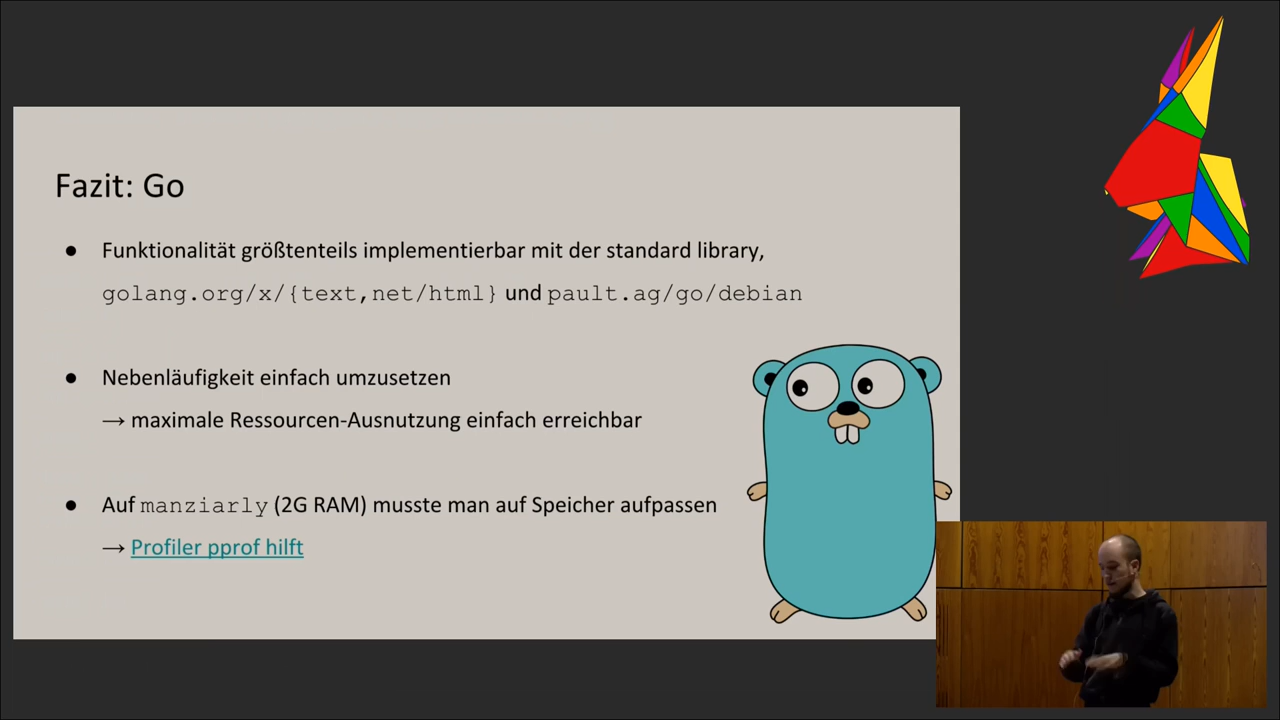 Fazit: Go
● Funktionalität größtenteils implementierbar mit der standard library,
golang.org/x/{text,net/html} und pault.ag/go/debian
● Nebenläufigkeit einfach umzusetzen
→ maximale Ressourcen-Ausnutzung einfach erreichbar
● Auf manziarly (2G RAM) musste man auf Speicher aufpassen
→ Profiler pprof hilft